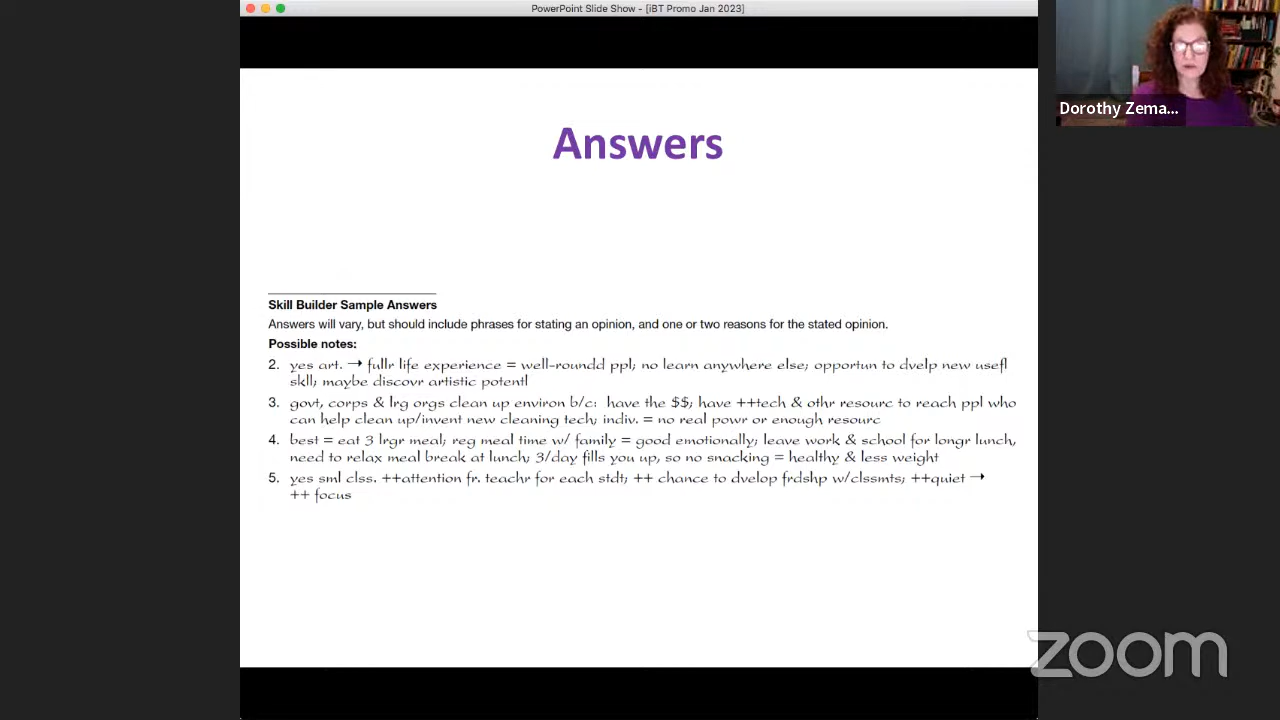 PowerPoint Slide Show - [iBT Promo Jan 2023]
Dorothy Zema...
Answers
Skill Builder Sample Answers
Answers will vary, but should include phrases for stating an opinion, and one or two reasons for the stated opinion.
Possible notes:
2. yes art. → fullr life experience = well-roundd ppl; no learn anywhere else; opportun to dvelp new usefl
skll; maybe discovr artistic potentl
3. govt, corps & lrg orgs clean up environ b/c: have the $$; have ++tech & othr resourc to reach ppl who
can help clean up/invent new cleaning tech; indiv. = no real powr or enough resourc
4. best = eat 3 lrgr meal; reg meal time w/ family = good emotionally; leave work & school for longr lunch,
need to relax meal break at lunch; 3/day fills you up, so no snacking = healthy & less weight
5. yes sml clss. ++attention fr. teachr for each stdt; ++ chance to dvelop frdshp w/clssmts; ++quiet →
++ focus
zoom